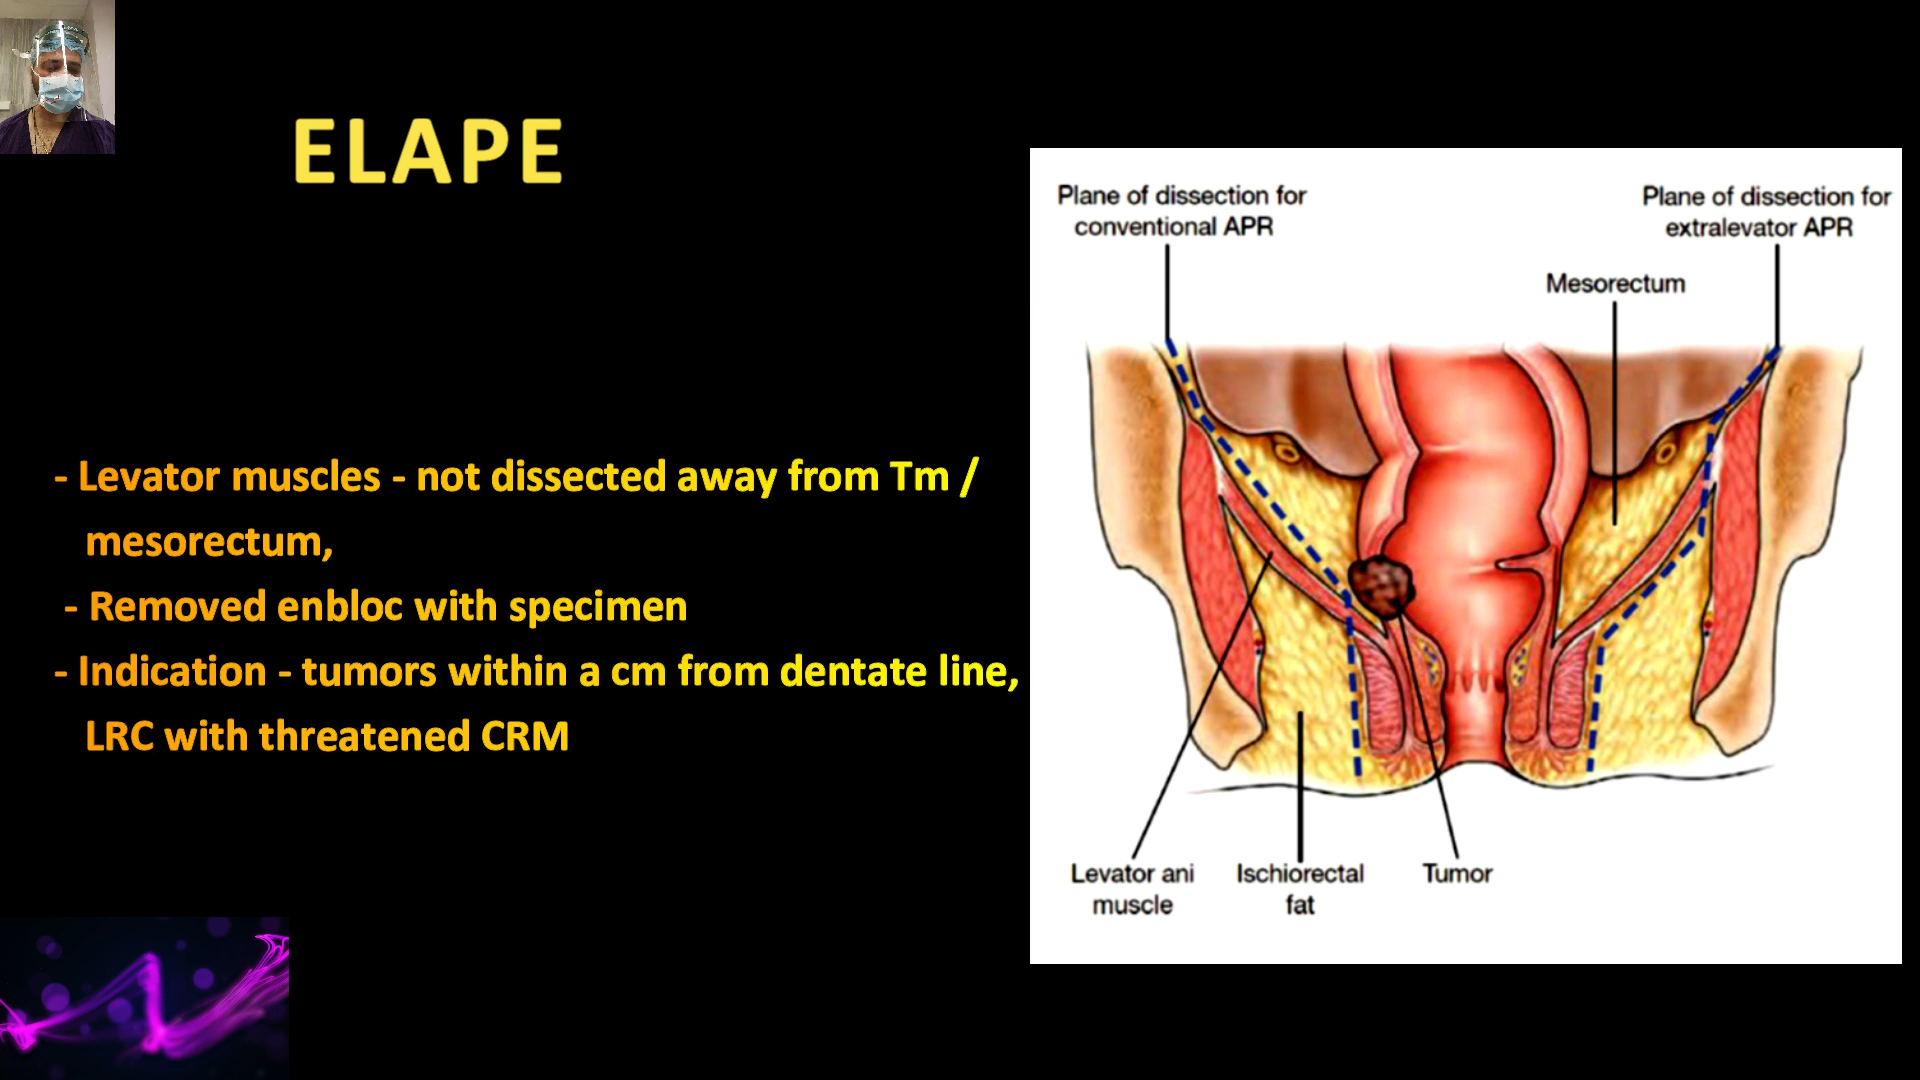 ELAPE
- Levator muscles - not dissected away from Tm /
mesorectum,
- Removed enbloc with specimen
- Indication - tumors within a cm from dentate line,
LRC with threatened CRM
Plane of dissection for
conventional APR
Plane of dissection for
extralevator APR
Mesorectum
Levator ani
muscle
Ischiorectal
fat
Tumor